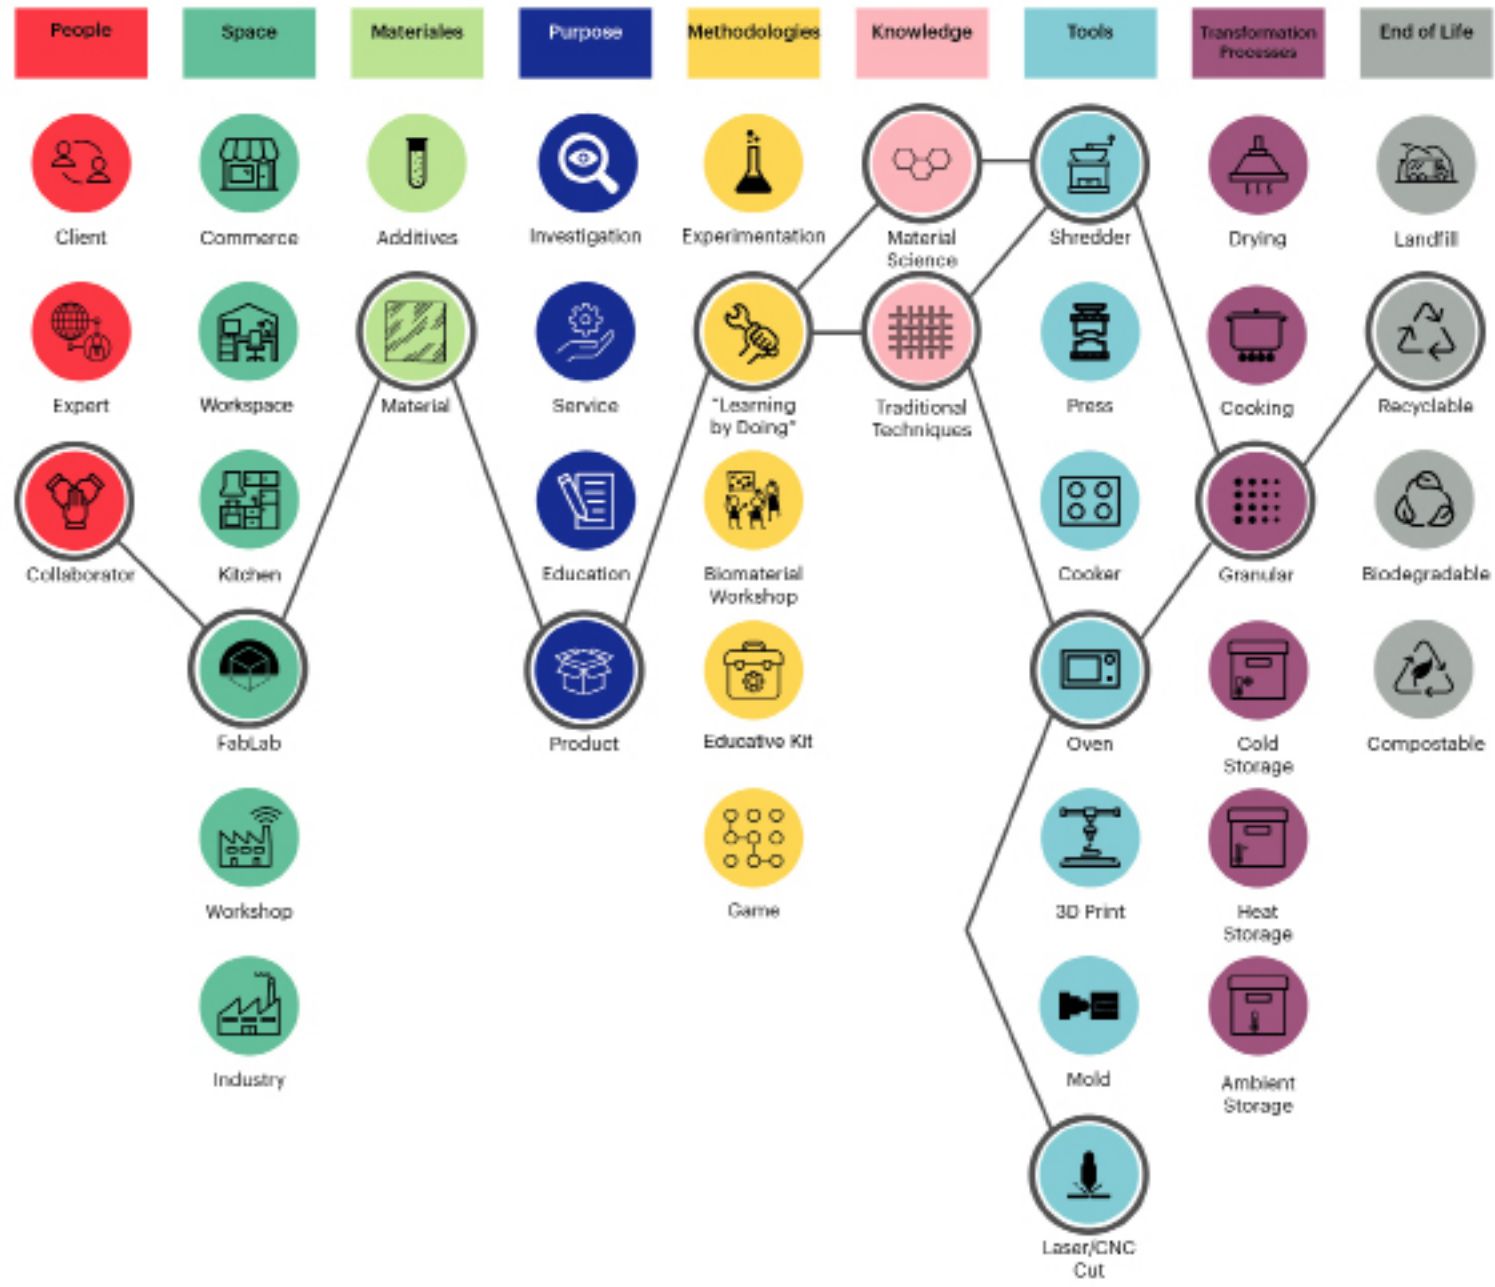 People
Space
Materiales
Purpose
Methodologies
Knowledge
Tools
Transformation
Processes
End of Life
Client
Commerce
Additives
Investigation
Experimentation
Material
Science
Shredder
Drying
Landfill
Expert
Workspace
Material
Service
"Learning
by Doing"
Traditional
Techniques
Press
Cooking
Recyclable
Collaborator
Kitchen
Education
Biomaterial
Workshop
Cooker
Granular
Biodegradable
FabLab
Product
Educative Kit
Oven
Cold
Storage
Compostable
Workshop
Game
3D Print
Heat
Storage
Industry
Mold
Ambient
Storage
Laser/CNC
Cut